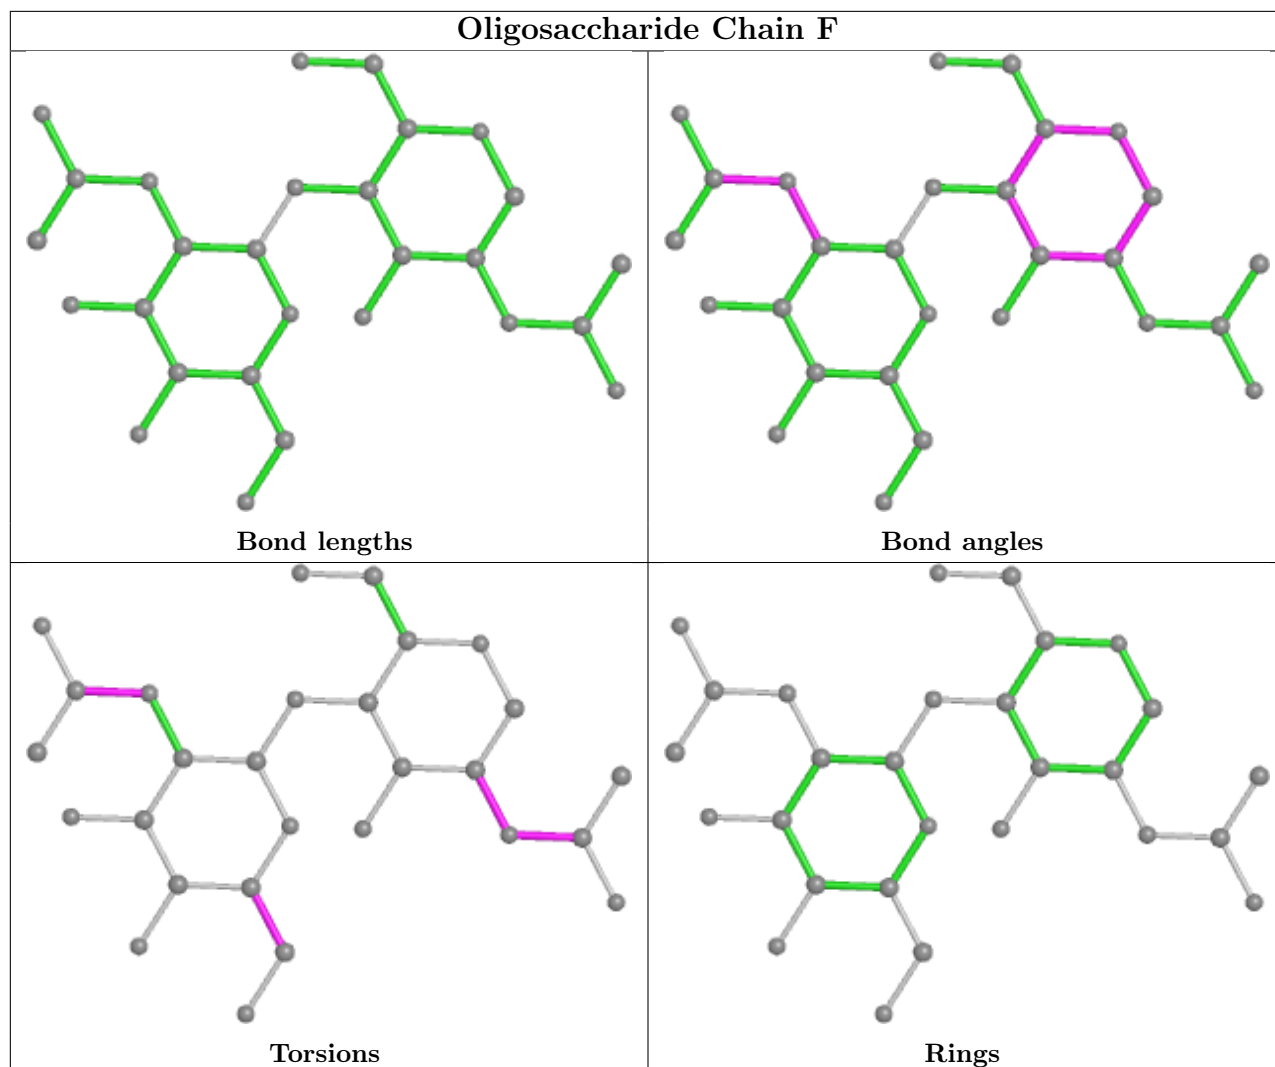 Oligosaccharide Chain F
Bond lengths
Bond angles
Torsions
Rings